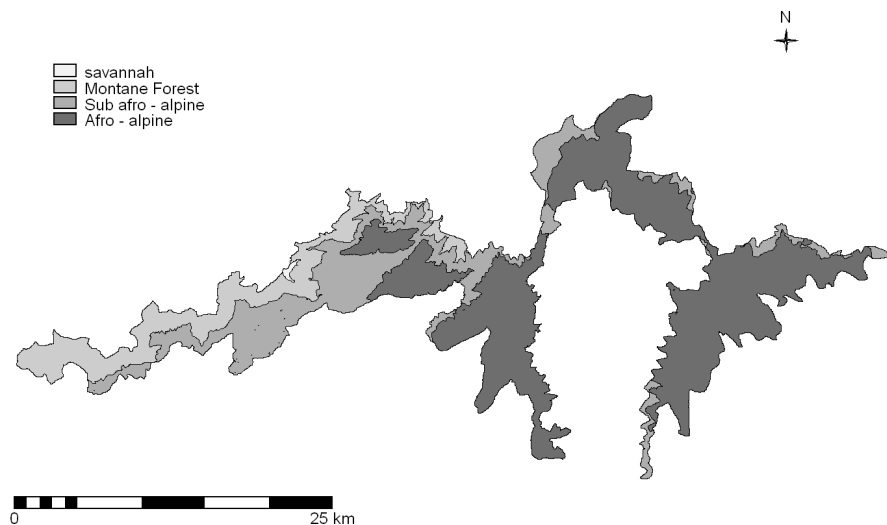 N
savannah
Montane Forest
Sub afro - alpine
Afro - alpine
0 25 km